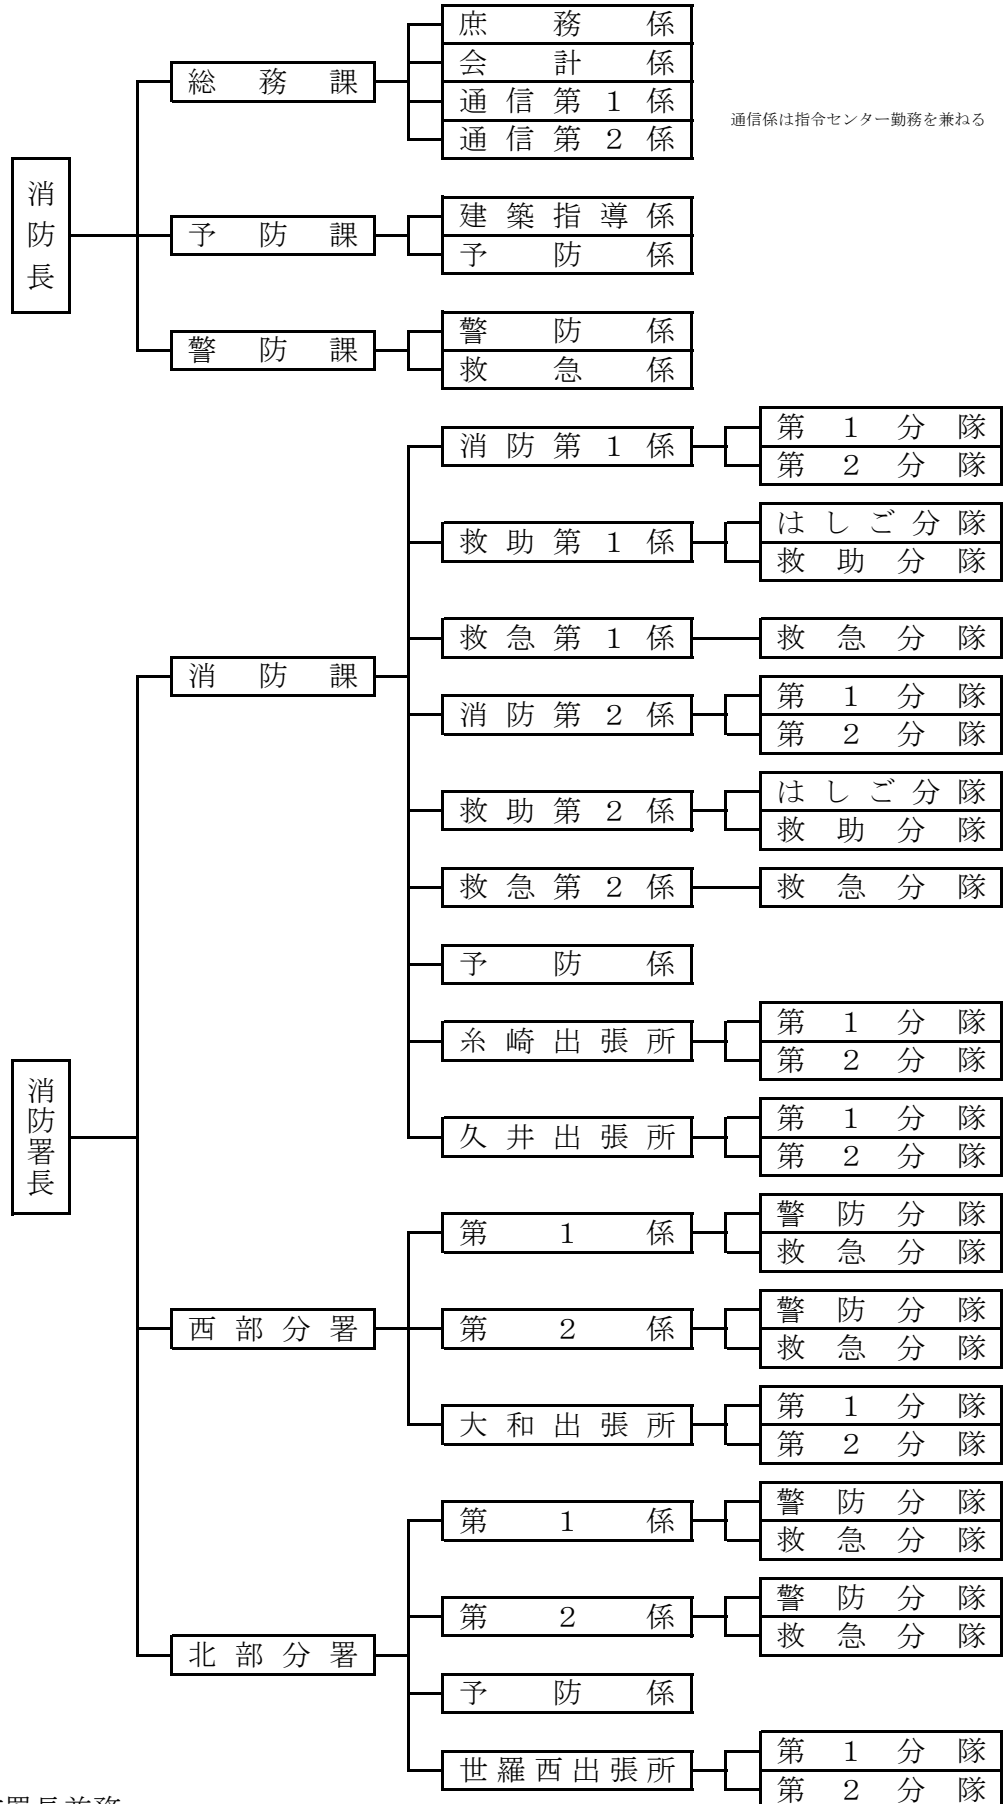 消防長
総務課
庶務係
会計係
通信第１係
通信第２係
通信係は指令センター勤務を兼ねる
予防課
建築指導係
予防係
警防課
警防係
救急係
消防署長
消防課
消防第１係
第１分隊
第２分隊
救助第１係
はしご分隊
救助分隊
救急第１係
救急分隊
消防第２係
第１分隊
第２分隊
救助第２係
はしご分隊
救助分隊
救急第２係
救急分隊
予防係
糸崎出張所
第１分隊
第２分隊
久井出張所
第１分隊
第２分隊
西部分署
第１係
警防分隊
救急分隊
第２係
警防分隊
救急分隊
大和出張所
第１分隊
第２分隊
北部分署
第１係
警防分隊
救急分隊
第２係
警防分隊
救急分隊
予防係
世羅西出張所
第１分隊
第２分隊